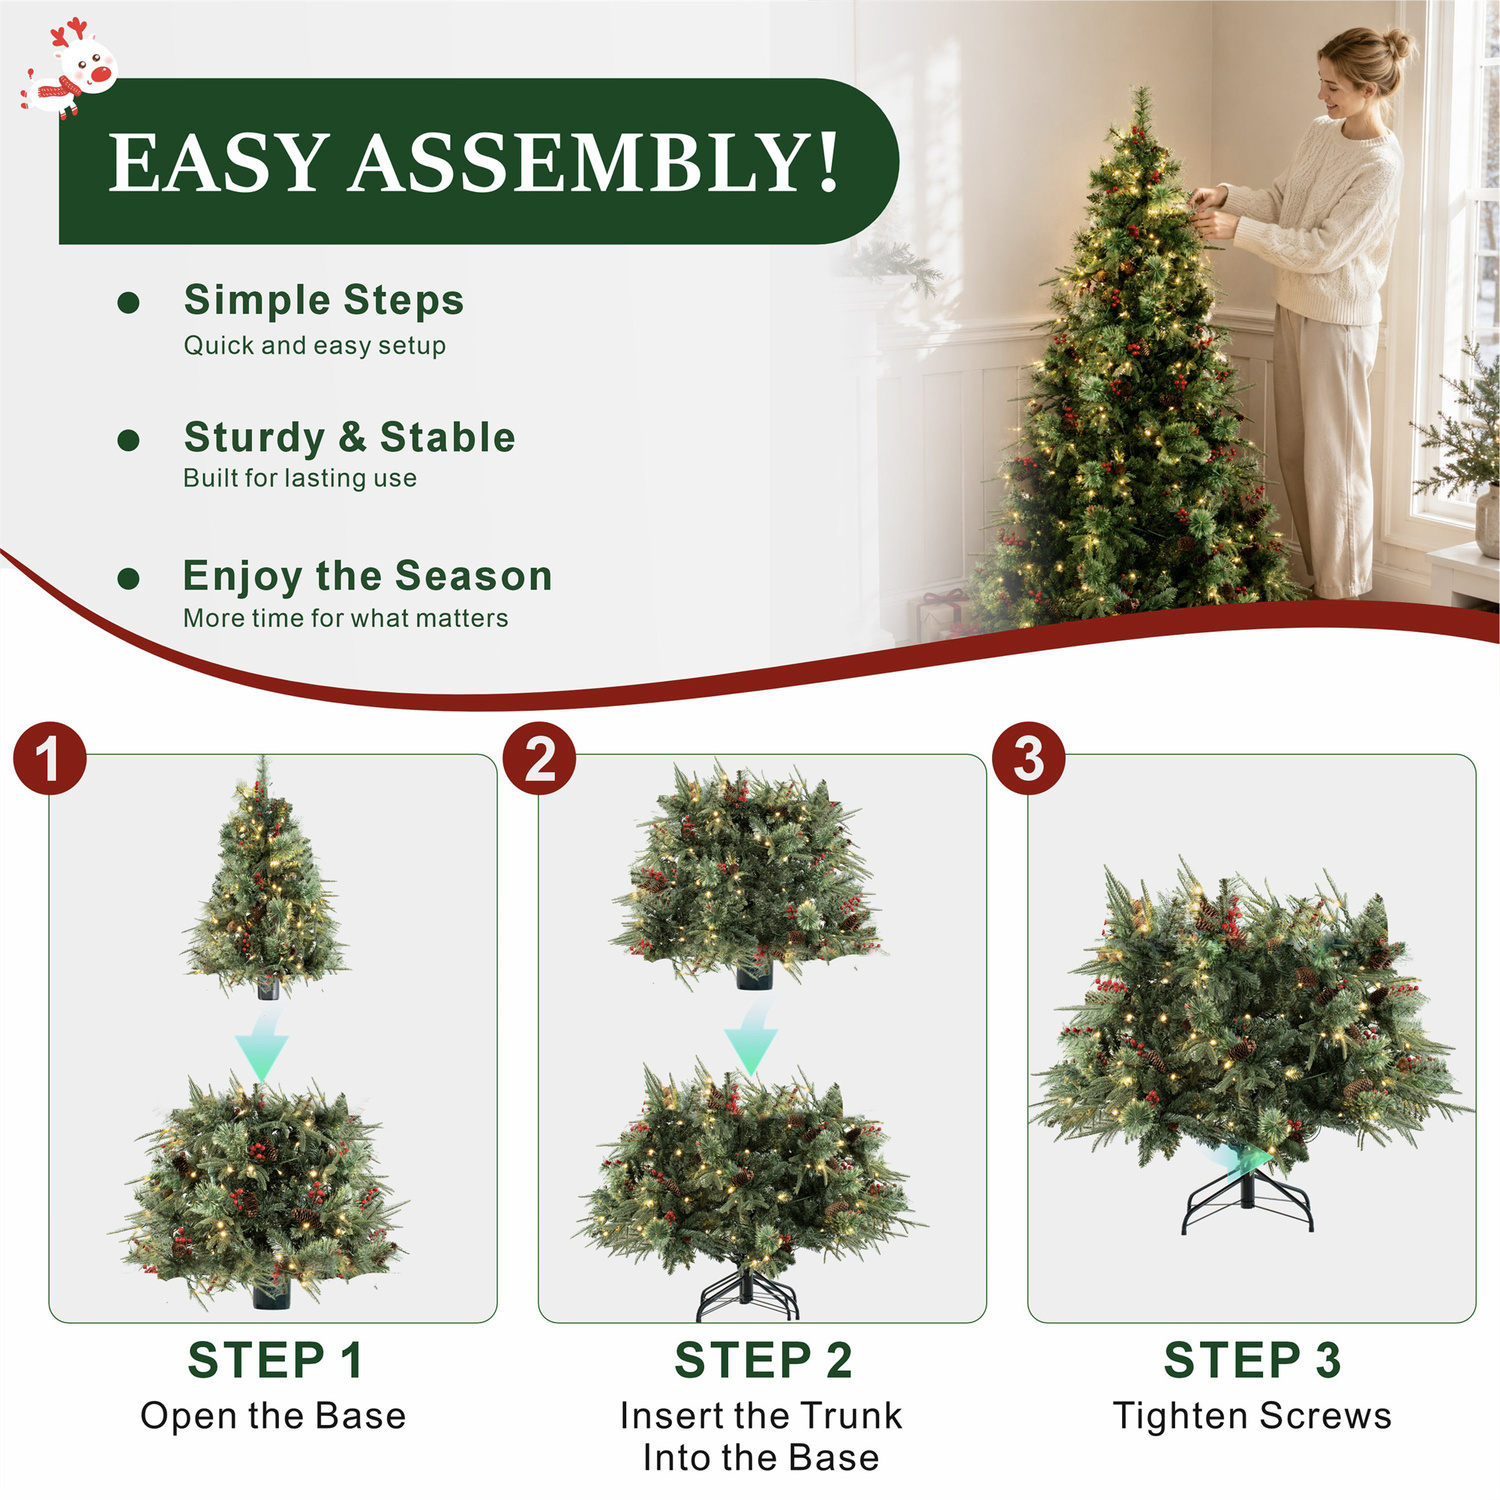 EASY ASSEMBLY!
Simple Steps
Quick and easy setup
Sturdy & Stable
Built for lasting use
Enjoy the Season
More time for what matters
1
2
3
STEP 1
Open the Base
STEP 2
Insert the Trunk
Into the Base
STEP 3
Tighten Screws